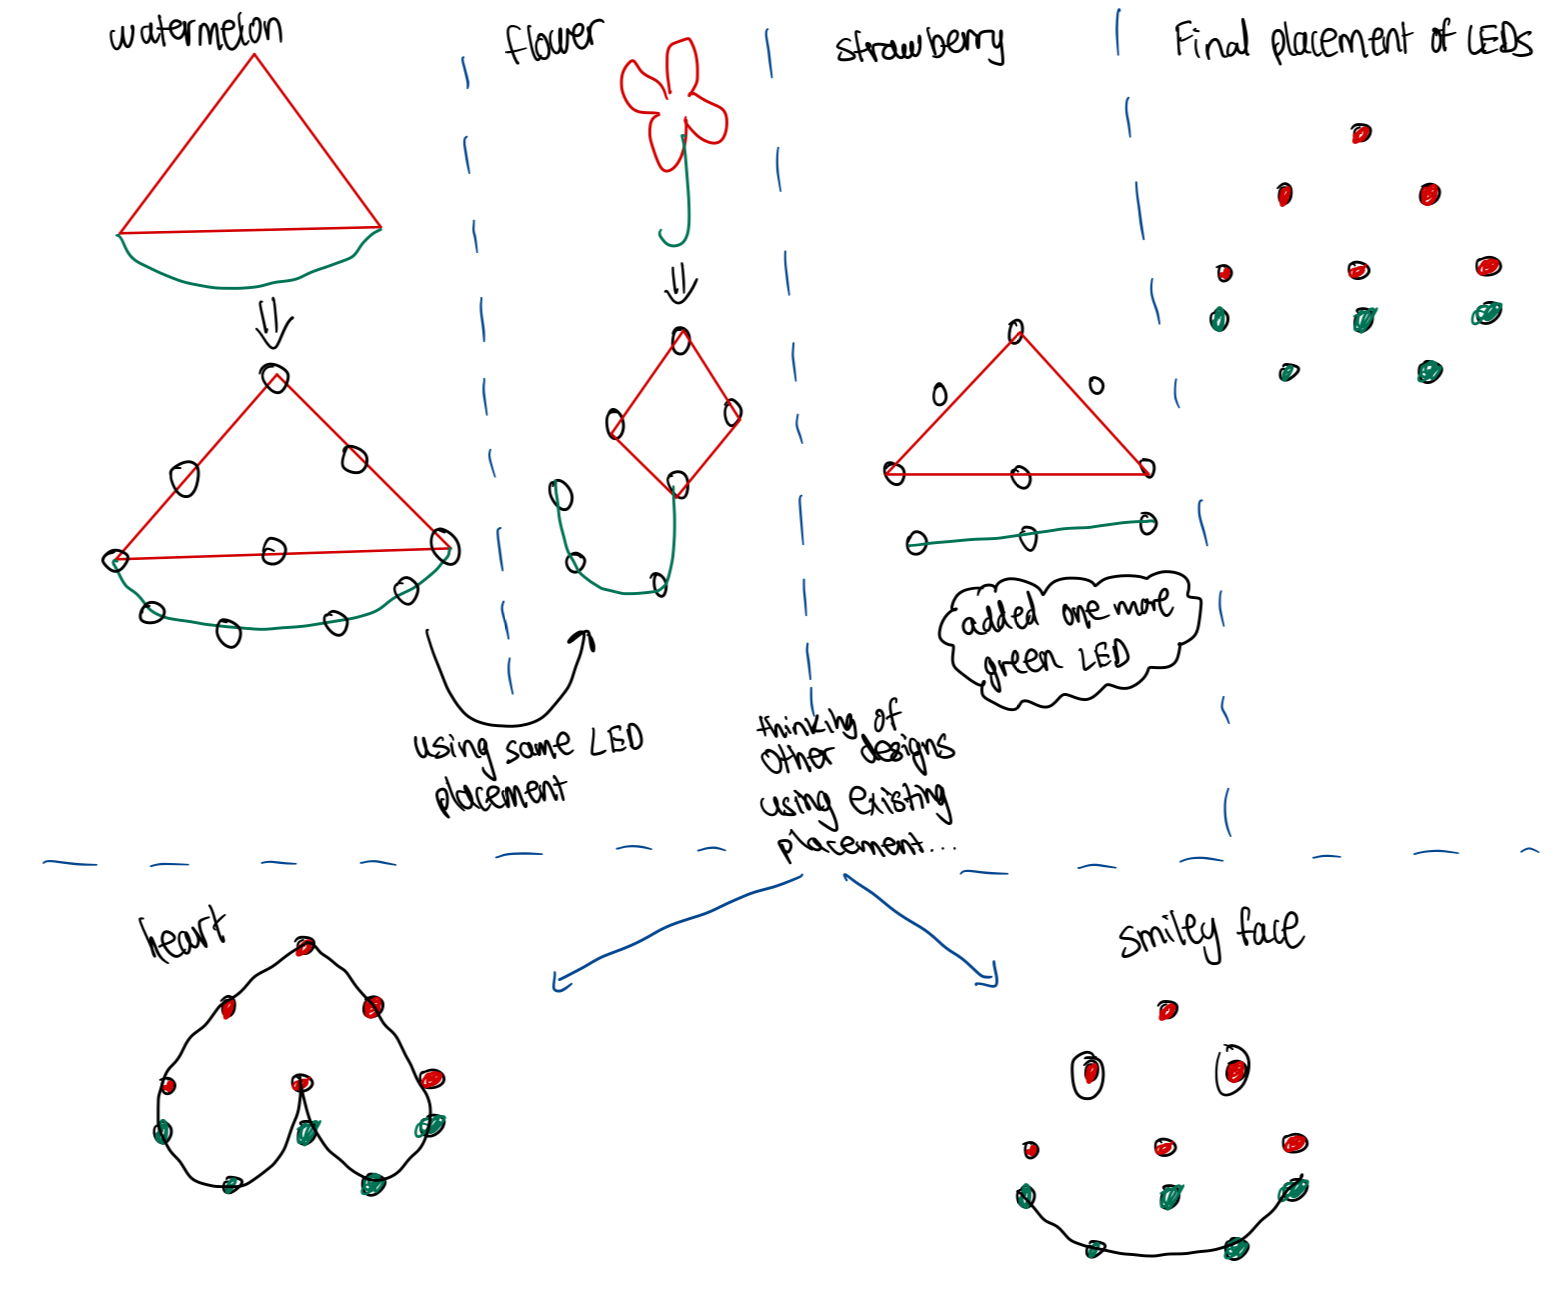 watermelon
flower
strawberry
Final placement of LEDs
added one more
green LED
using same LED
placement
thinking of
other designs
using existing
placement...
heart
smiley face